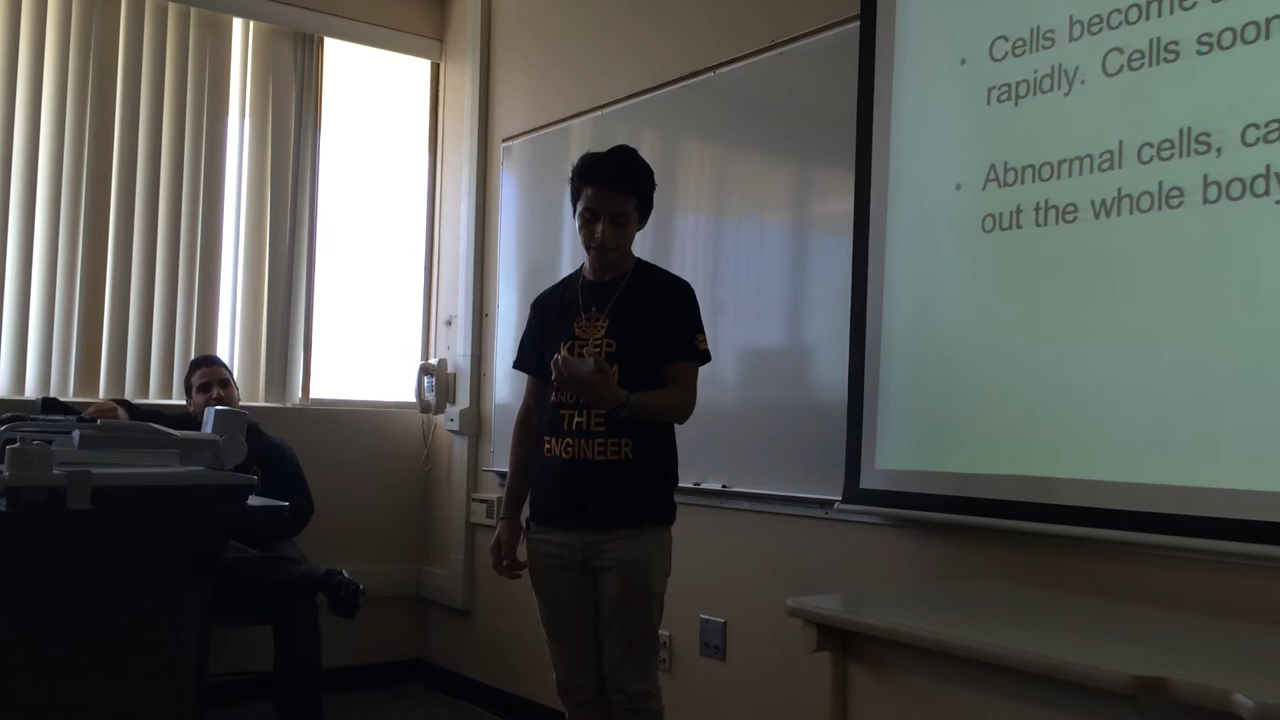 Cells become
rapidly. Cells soon
Abnormal cells, ca
out the whole body
KEEP
AND
THE
ENGINEER